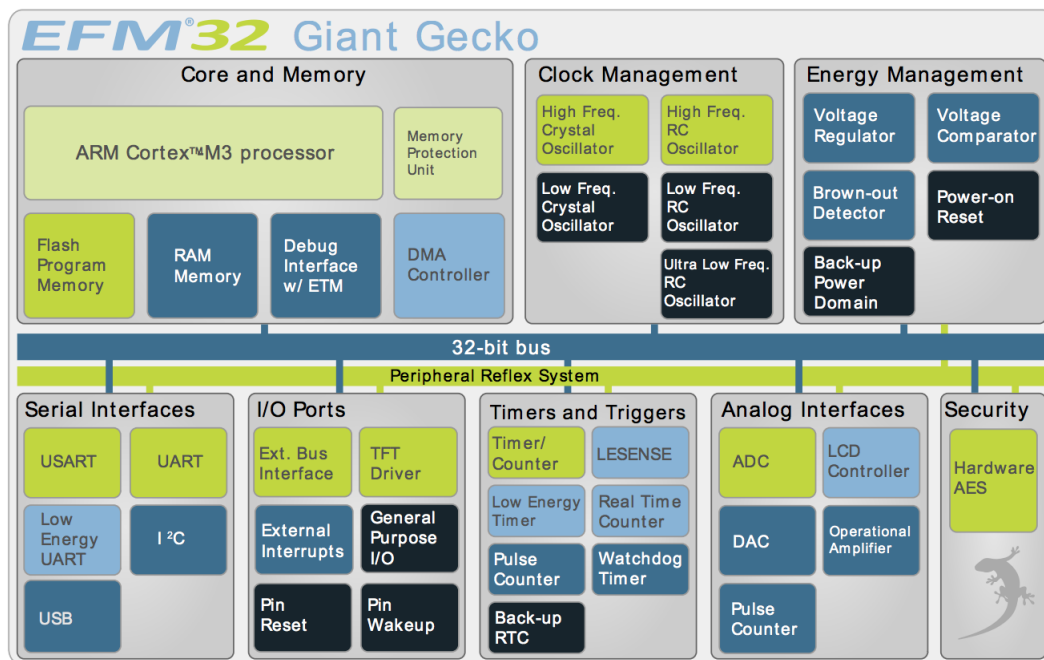 EFM®32 Giant Gecko
Core and Memory
ARM Cortex™M3 processor
Memory
Protection
Unit
Flash
Program
Memory
RAM
Memory
Debug
Interface
w/ ETM
DMA
Controller
Clock Management
High Freq.
Crystal
Oscillator
High Freq.
RC
Oscillator
Low Freq.
Crystal
Oscillator
Low Freq.
RC
Oscillator
Ultra Low Freq.
RC
Oscillator
Energy Management
Voltage
Regulator
Voltage
Comparator
Brown-out
Detector
Power-on
Reset
Back-up
Power
Domain
32-bit bus
Peripheral Reflex System
Serial Interfaces
USART
UART
Low
Energy
UART
I²C
USB
I/O Ports
Ext. Bus
Interface
TFT
Driver
External
Interrupts
General
Purpose
I/O
Pin
Reset
Pin
Wakeup
Timers and Triggers
Timer/
Counter
LESENSE
Low Energy
Timer
Real Time
Counter
Pulse
Counter
Watchdog
Timer
Back-up
RTC
Analog Interfaces
ADC
LCD
Controller
DAC
Operational
Amplifier
Pulse
Counter
Security
Hardware
AES